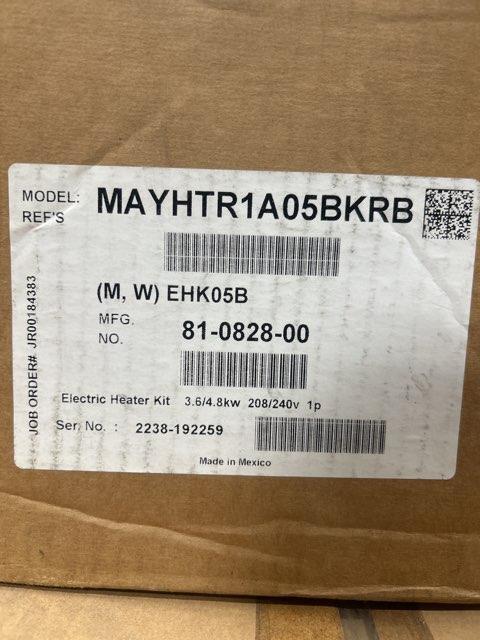 MODEL: MAYHTR1A05BKRB
REF'S
(M, W) EHK05B
MFG.
NO. 81-0828-00
Electric Heater Kit 3.6/4.8kw 208/240v 1p
Ser. No. : 2238-192259
Made in Mexico
JOB ORDER# JR00184383